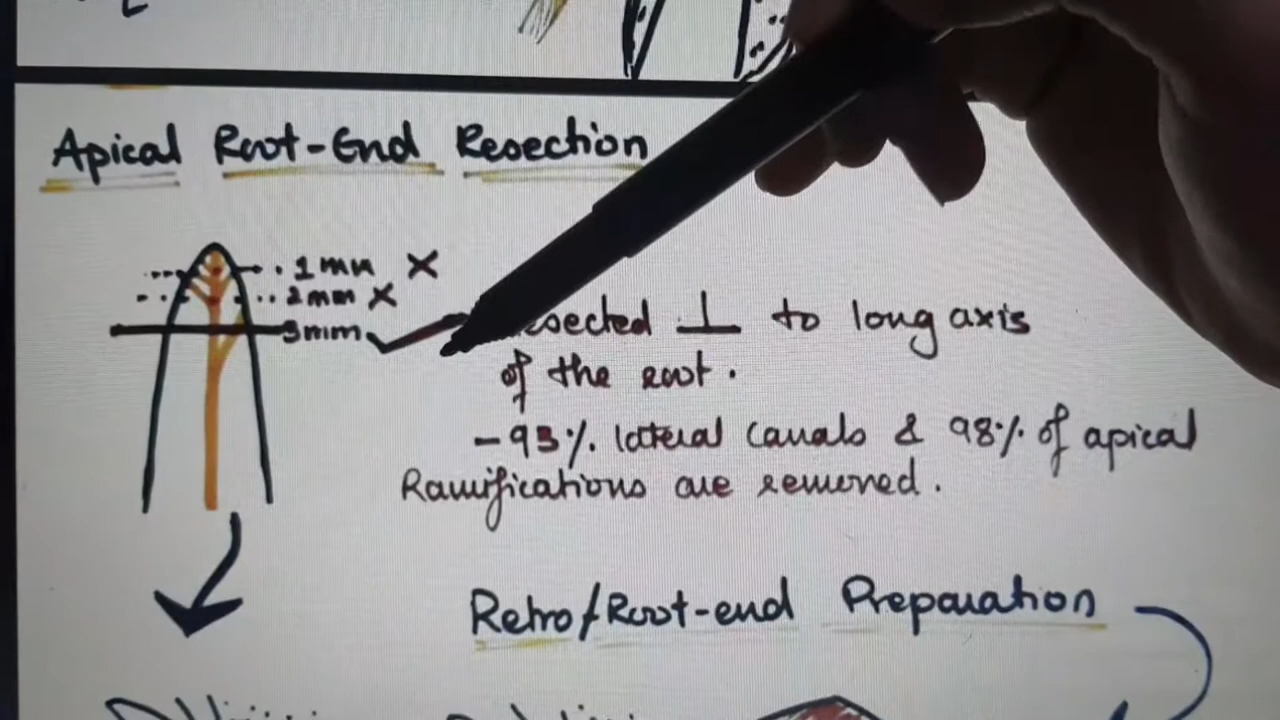 Apical Root-End Resection
1mm X
2mm X
3mm ✓
esected ⊥ to long axis
of the root.
- 93% lateral canals & 98% of apical
Ramifications are removed.
Retro/Root-end Preparation